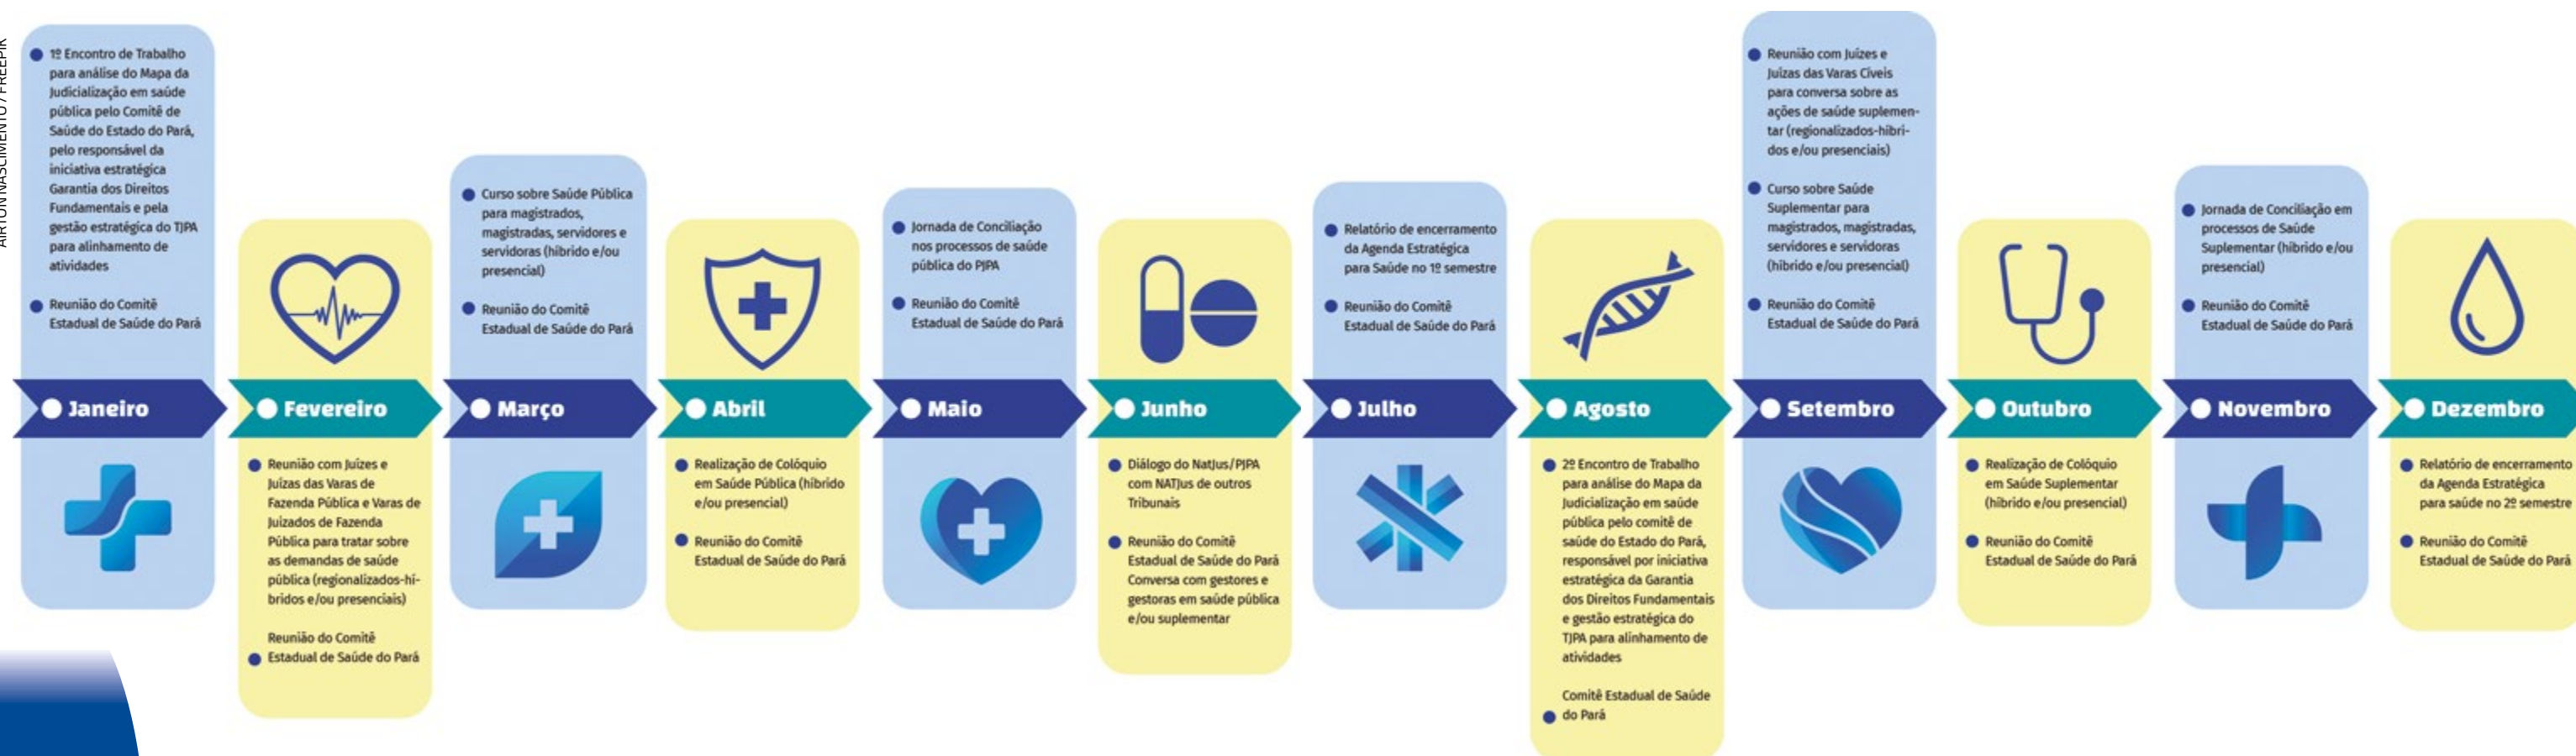 AIRTON NASCIMENTO / FREEPIK
1º Encontro de Trabalho
para análise do Mapa da
Judicialização em saúde
pública pelo Comitê de
Saúde do Estado do Pará,
pelo responsável da
iniciativa estratégica
Garantia dos Direitos
Fundamentais e pela
gestão estratégica do TJPA
para alinhamento de
atividades
Reunião do Comitê
Estadual de Saúde do Pará
Janeiro
Fevereiro
Reunião com Juízes e
Juízas das Varas de
Fazenda Pública e Varas de
Juizados de Fazenda
Pública para tratar sobre
as demandas de saúde
pública (regionalizados-hí-
bridos e/ou presenciais)
Reunião do Comitê
Estadual de Saúde do Pará
Curso sobre Saúde Pública
para magistrados,
magistradas, servidores e
servidoras (híbrido e/ou
presencial)
Reunião do Comitê
Estadual de Saúde do Pará
Março
Abril
Realização de Colóquio
em Saúde Pública (híbrido
e/ou presencial)
Reunião do Comitê
Estadual de Saúde do Pará
Jornada de Conciliação
nos processos de saúde
pública do PJPA
Reunião do Comitê
Estadual de Saúde do Pará
Maio
Junho
Diálogo do NatJus/PJPA
com NATJus de outros
Tribunais
Reunião do Comitê
Estadual de Saúde do Pará
Conversa com gestores e
gestoras em saúde pública
e/ou suplementar
Relatório de encerramento
da Agenda Estratégica
para Saúde no 1º semestre
Reunião do Comitê
Estadual de Saúde do Pará
Julho
Agosto
2º Encontro de Trabalho
para análise do Mapa da
Judicialização em saúde
pública pelo comitê de
saúde do Estado do Pará,
responsável por iniciativa
estratégica da Garantia
dos Direitos Fundamentais
e gestão estratégica do
TJPA para alinhamento de
atividades
Comitê Estadual de Saúde
do Pará
Reunião com Juízes e
Juízas das Varas Cíveis
para conversa sobre as
ações de saúde suplemen-
tar (regionalizados-híbri-
dos e/ou presenciais)
Curso sobre Saúde
Suplementar para
magistrados, magistradas,
servidores e servidoras
(híbrido e/ou presencial)
Reunião do Comitê
Estadual de Saúde do Pará
Setembro
Outubro
Realização de Colóquio
em Saúde Suplementar
(híbrido e/ou presencial)
Reunião do Comitê
Estadual de Saúde do Pará
Jornada de Conciliação em
processos de Saúde
Suplementar (híbrido e/ou
presencial)
Reunião do Comitê
Estadual de Saúde do Pará
Novembro
Dezembro
Relatório de encerramento
da Agenda Estratégica
para saúde no 2º semestre
Reunião do Comitê
Estadual de Saúde do Pará